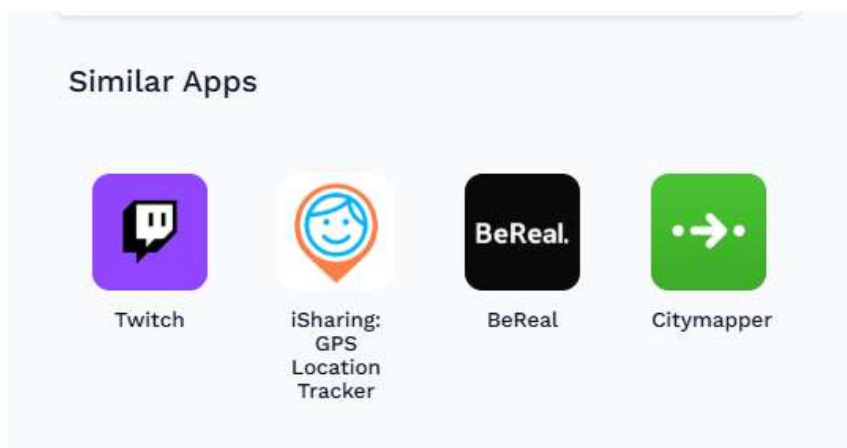 Similar Apps
BeReal.
Twitch
iSharing:
GPS
Location
Tracker
BeReal
Citymapper